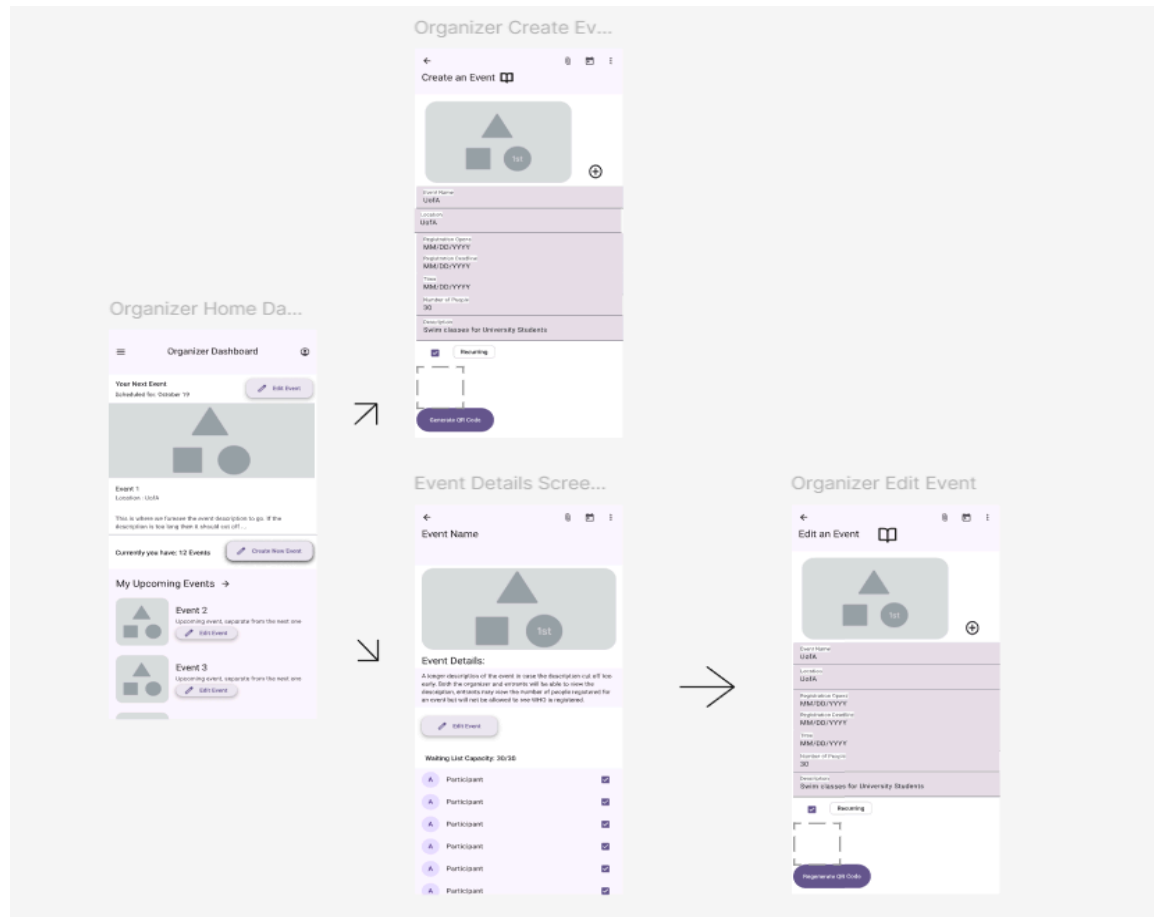 Organizer Create Ev...
Create an Event
1st
Event Name
UofA
Location
UofA
Registration Opens
MM/DD/YYYY
Registration Deadline
MM/DD/YYYY
Time
MM/DD/YYYY
Number of People
30
Description
Swim classes for University Students
Recurring
Generate QR Code
Organizer Home Da...
Organizer Dashboard
Your Next Event
Edit Event
Scheduled for: October 19
Event 1
Location : UofA
This is where we foresee the event description to go. If the
description is too long then it should cut off ...
Currently you have: 12 Events
Create New Event
My Upcoming Events →
Event 2
Upcoming event, separate from the next one
Edit Event
Event 3
Upcoming event, separate from the next one
Edit Event
Event Details Scree...
Event Name
1st
Event Details:
A longer description of the event in case the description cut off too
early. Both the organizer and entrants will be able to view the
description, entrants may view the number of people registered for
an event but will not be allowed to see WHO is registered.
Edit Event
Waiting List Capacity: 30/30
A Participant
A Participant
A Participant
A Participant
A Participant
A Participant
Organizer Edit Event
Edit an Event
1st
Event Name
UofA
Location
UofA
Registration Opens
MM/DD/YYYY
Registration Deadline
MM/DD/YYYY
Time
MM/DD/YYYY
Number of People
30
Description
Swim classes for University Students
Recurring
Regenerate QR Code